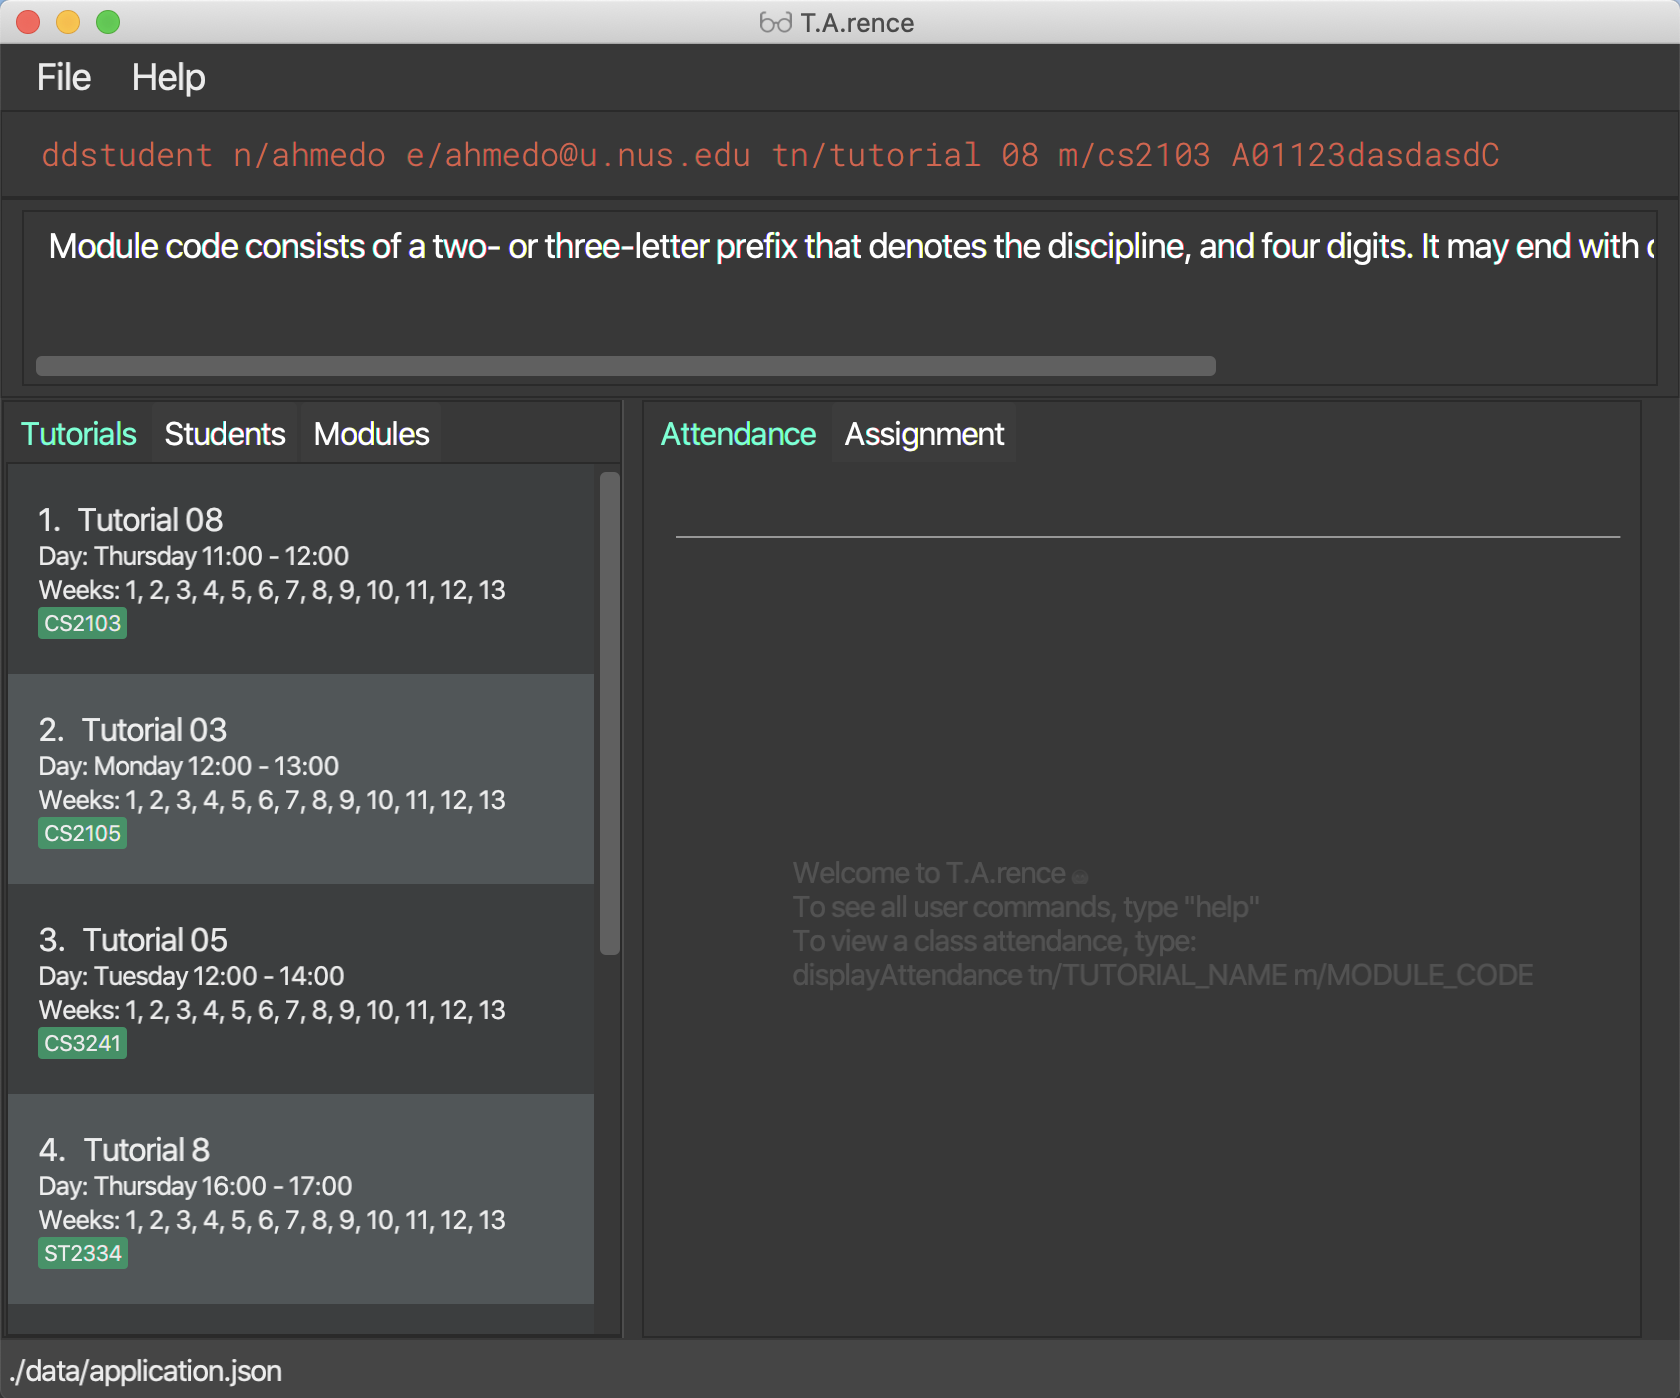 T.A.rence
File Help
ddstudent n/ahmedo e/ahmedo@u.nus.edu tn/tutorial 08 m/cs2103 A01123dasdasdC
Module code consists of a two- or three-letter prefix that denotes the discipline, and four digits. It may end with
Tutorials Students Modules
Attendance Assignment
1. Tutorial 08
Day: Thursday 11:00 - 12:00
Weeks: 1, 2, 3, 4, 5, 6, 7, 8, 9, 10, 11, 12, 13
CS2103
2. Tutorial 03
Day: Monday 12:00 - 13:00
Weeks: 1, 2, 3, 4, 5, 6, 7, 8, 9, 10, 11, 12, 13
CS2105
3. Tutorial 05
Day: Tuesday 12:00 - 14:00
Weeks: 1, 2, 3, 4, 5, 6, 7, 8, 9, 10, 11, 12, 13
CS3241
4. Tutorial 8
Day: Thursday 16:00 - 17:00
Weeks: 1, 2, 3, 4, 5, 6, 7, 8, 9, 10, 11, 12, 13
ST2334
Welcome to T.A.rence
To see all user commands, type "help"
To view a class attendance, type:
displayAttendance tn/TUTORIAL_NAME m/MODULE_CODE
./data/application.json